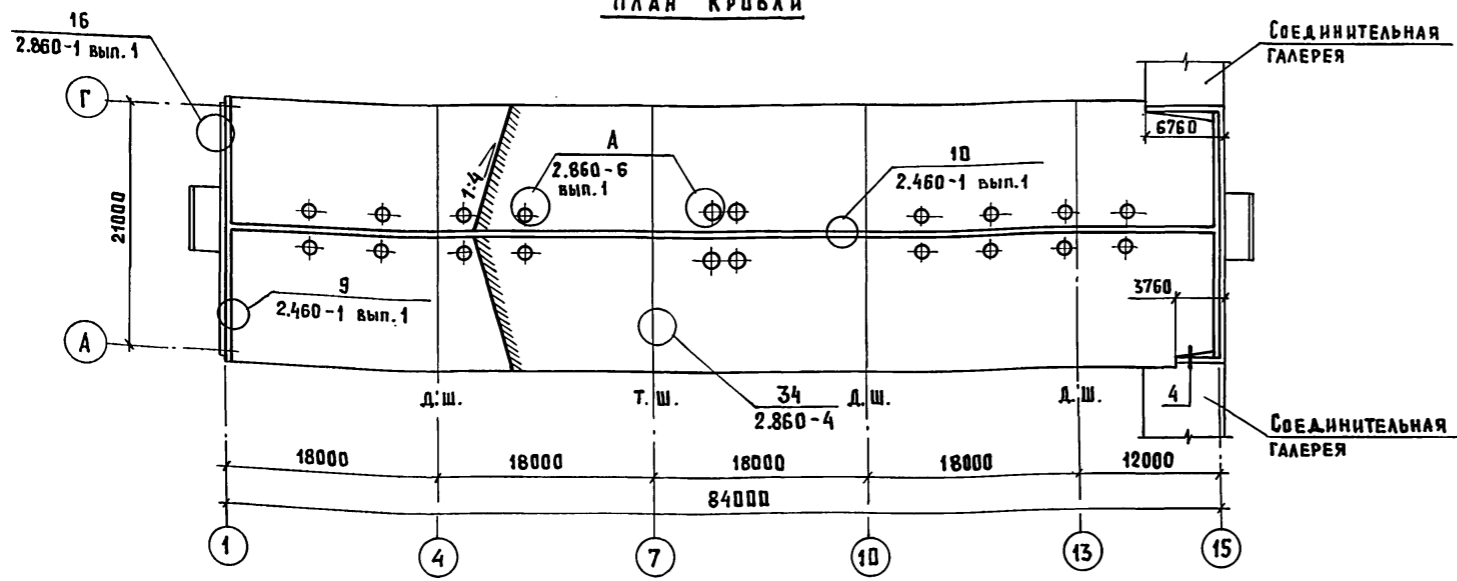 ПЛАН КРОВЛИ
16
2.860-1 вып. 1
Соединительная
галерея
Г
6760
А
2.860-6
вып.1
10
2.460-1 вып.1
1:4
21000
9
2.460-1 вып.1
3760
А
Д.Ш.
Т.Ш.
34
2.860-4
Д.Ш.
Д.Ш.
4
Соединительная
галерея
18000
18000
18000
18000
12000
84000
1
4
7
10
13
15